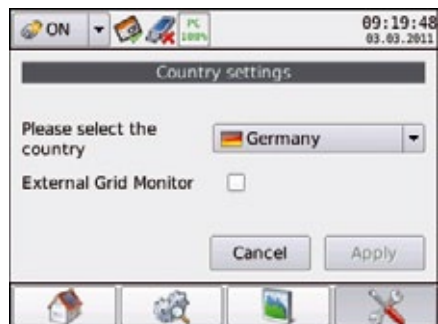 ON
PC
100%
09:19:48
03.03.2011
Country settings
Please select the
country
Germany
External Grid Monitor
Cancel
Apply